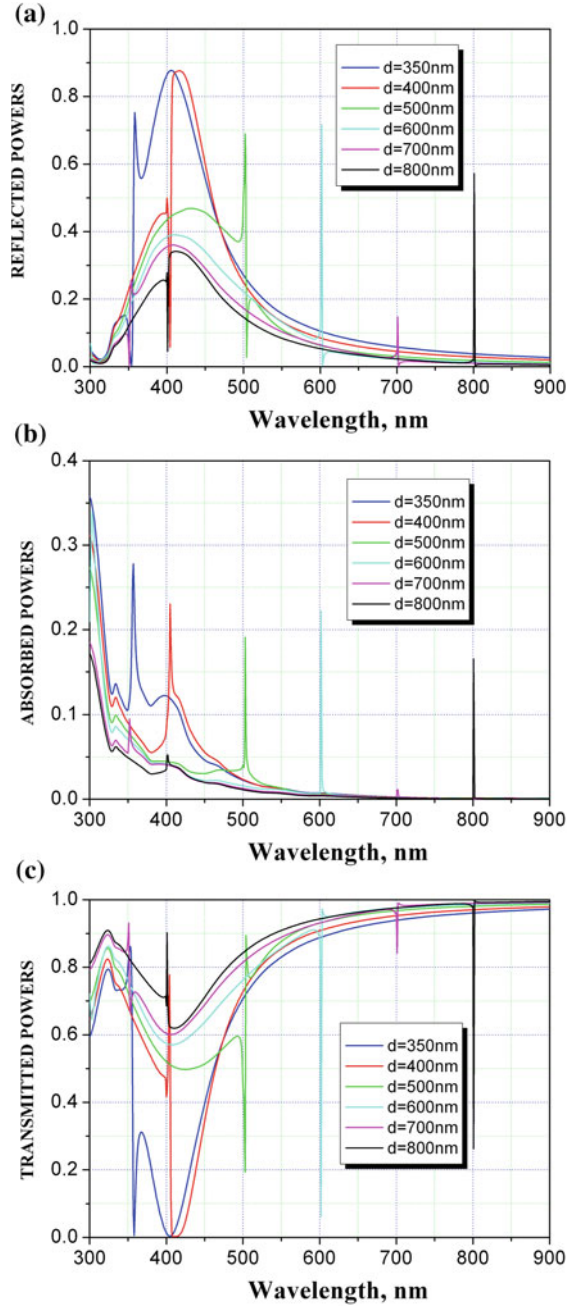 (a)
1.0
0.8
0.6
0.4
0.2
0.0
REFLECTED POWERS
d=350nm
d=400nm
d=500nm
d=600nm
d=700nm
d=800nm
300 400 500 600 700 800 900
Wavelength, nm
(b)
0.4
0.3
0.2
0.1
0.0
ABSORBED POWERS
d=350nm
d=400nm
d=500nm
d=600nm
d=700nm
d=800nm
300 400 500 600 700 800 900
Wavelength, nm
(c)
1.0
0.8
0.6
0.4
0.2
0.0
TRANSMITTED POWERS
d=350nm
d=400nm
d=500nm
d=600nm
d=700nm
d=800nm
300 400 500 600 700 800 900
Wavelength, nm